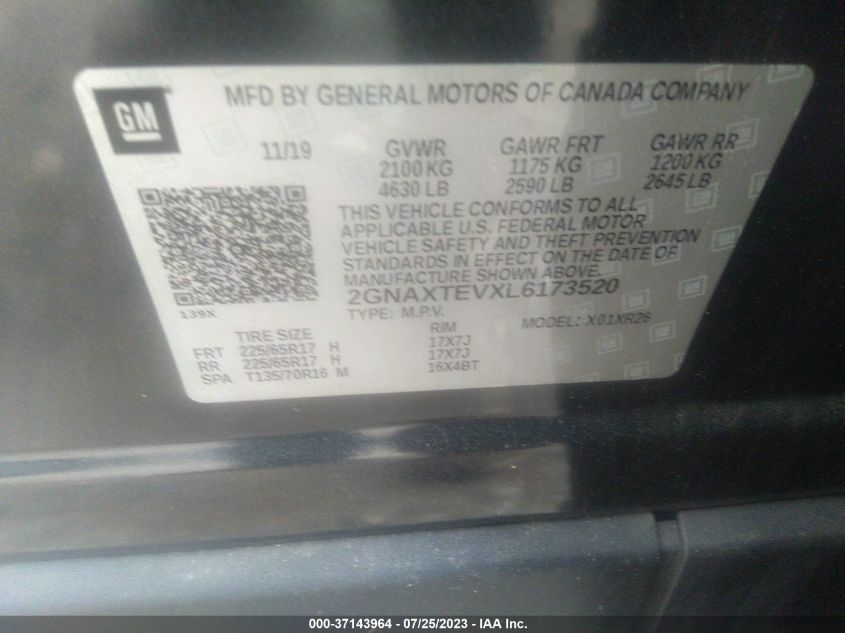 GM
MFD BY GENERAL MOTORS OF CANADA COMPANY
11/19 GVWR GAWR FRT GAWR RR
2100 KG 1175 KG 1200 KG
4630 LB 2590 LB 2645 LB
THIS VEHICLE CONFORMS TO ALL
APPLICABLE U.S. FEDERAL MOTOR
VEHICLE SAFETY AND THEFT PREVENTION
STANDARDS IN EFFECT ON THE DATE OF
MANUFACTURE SHOWN ABOVE.
139X 2GNAXTEVXL6173520
TYPE: M.P.V. MODEL: X01XR26
TIRE SIZE RIM
FRT 225/65R17 H 17X7J
RR 225/65R17 H 17X7J
SPA T135/70R16 M 16X4BT
000-37143964 / 07/25/2023 - IAA Inc.